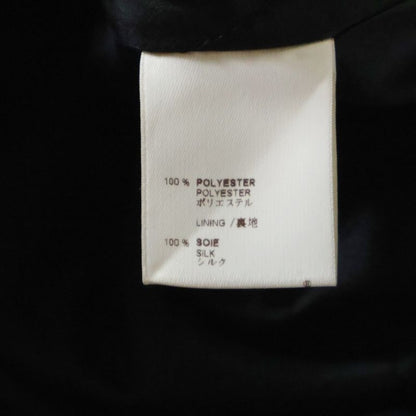 100 % POLYESTER
POLYESTER
ポリエステル
LINING /裏地
100 % SOIE
SILK
シルク
®